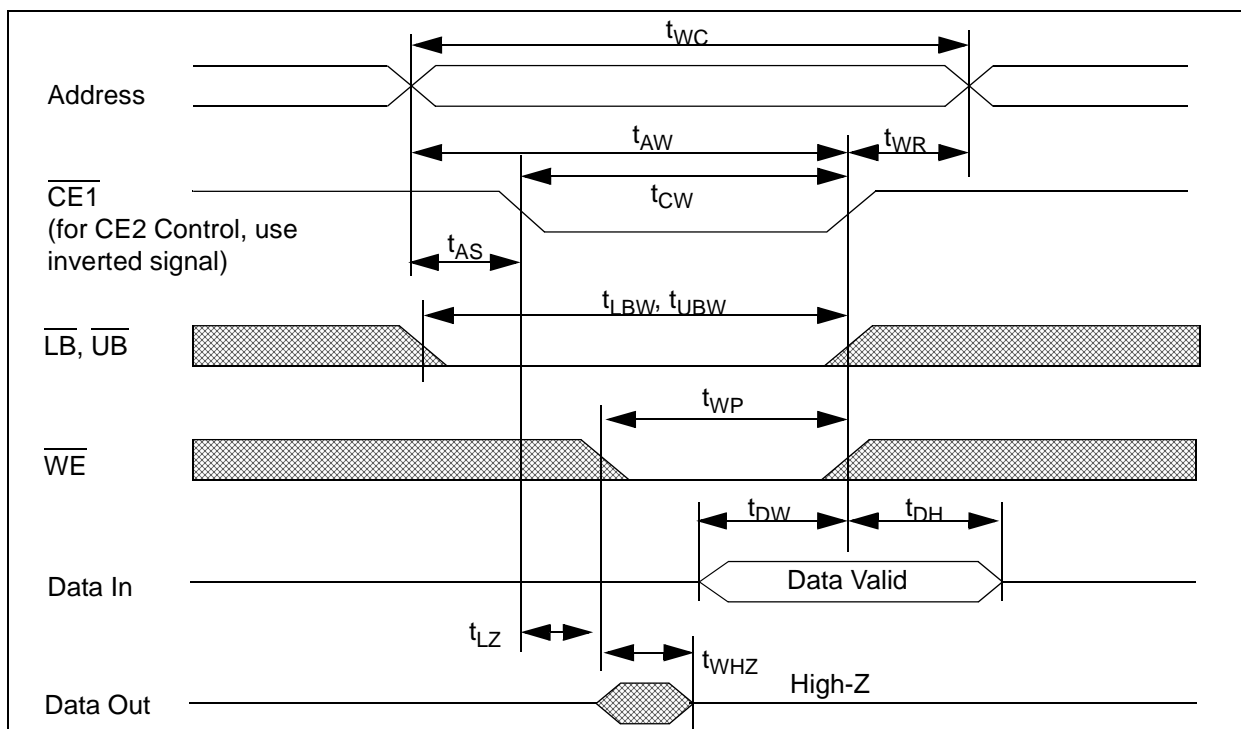 tWC
Address
tAW
tWR
CE1
(for CE2 Control, use
inverted signal)
tCW
tAS
tLBW, tUBW
LB, UB
tWP
WE
tDW
tDH
Data In
Data Valid
tLZ
tWHZ
Data Out
High-Z